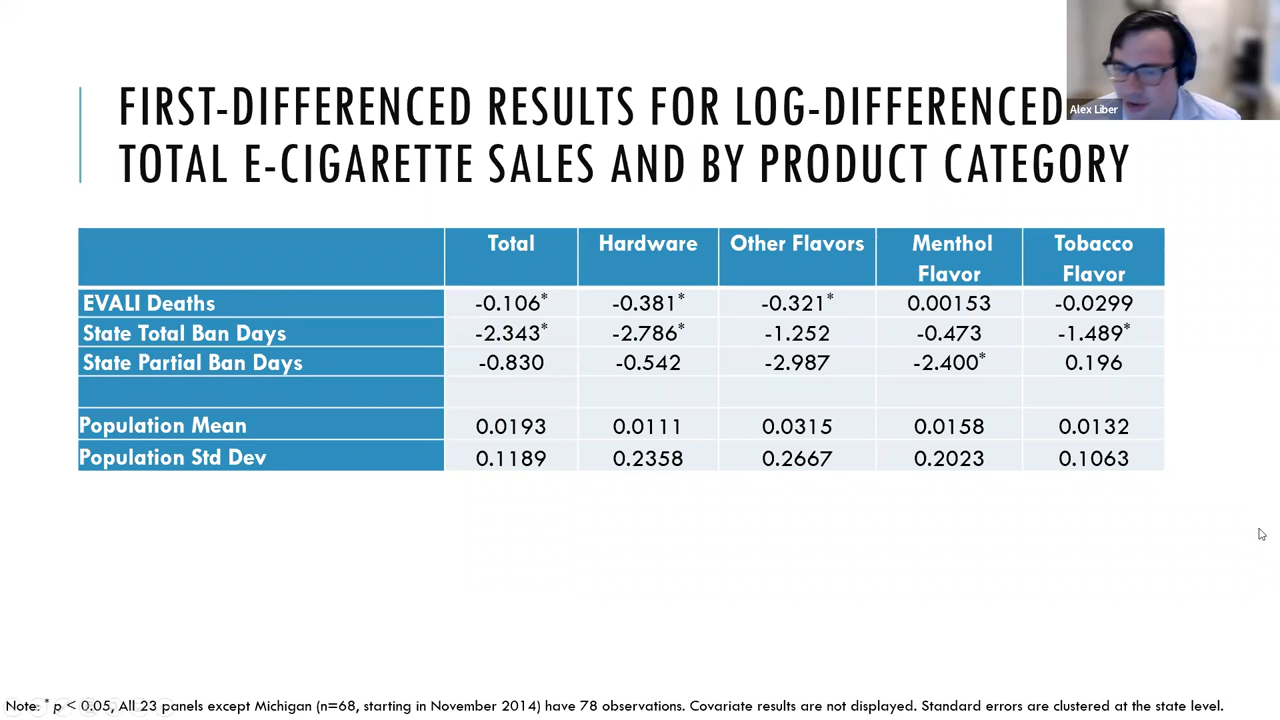 Alex Liber
FIRST-DIFFERENCED RESULTS FOR LOG-DIFFERENCED
TOTAL E-CIGARETTE SALES AND BY PRODUCT CATEGORY
Total Hardware Other Flavors Menthol Flavor Tobacco Flavor
EVALI Deaths -0.106* -0.381* -0.321* 0.00153 -0.0299
State Total Ban Days -2.343* -2.786* -1.252 -0.473 -1.489*
State Partial Ban Days -0.830 -0.542 -2.987 -2.400* 0.196
Population Mean 0.0193 0.0111 0.0315 0.0158 0.0132
Population Std Dev 0.1189 0.2358 0.2667 0.2023 0.1063
Note: * p < 0.05, All 23 panels except Michigan (n=68, starting in November 2014) have 78 observations. Covariate results are not displayed. Standard errors are clustered at the state level.